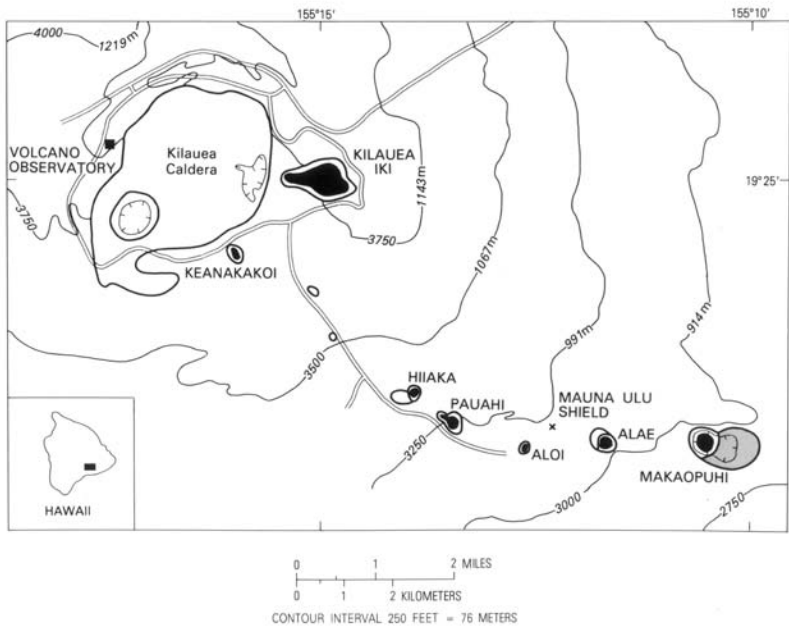 155°15'
155°10'
4000
1219m
VOLCANO
OBSERVATORY
Kilauea
Caldera
KILAUEA
IKI
1143m
19°25'
3750
3750
KEANAKAKOI
1067m
991m
914m
3500
HIIAKA
PAUAHI
MAUNA ULU
SHIELD
ALAE
ALOI
3250
MAKAOPUHI
3000
2750
HAWAII
0 1 2 MILES
0 1 2 KILOMETERS
CONTOUR INTERVAL 250 FEET = 76 METERS